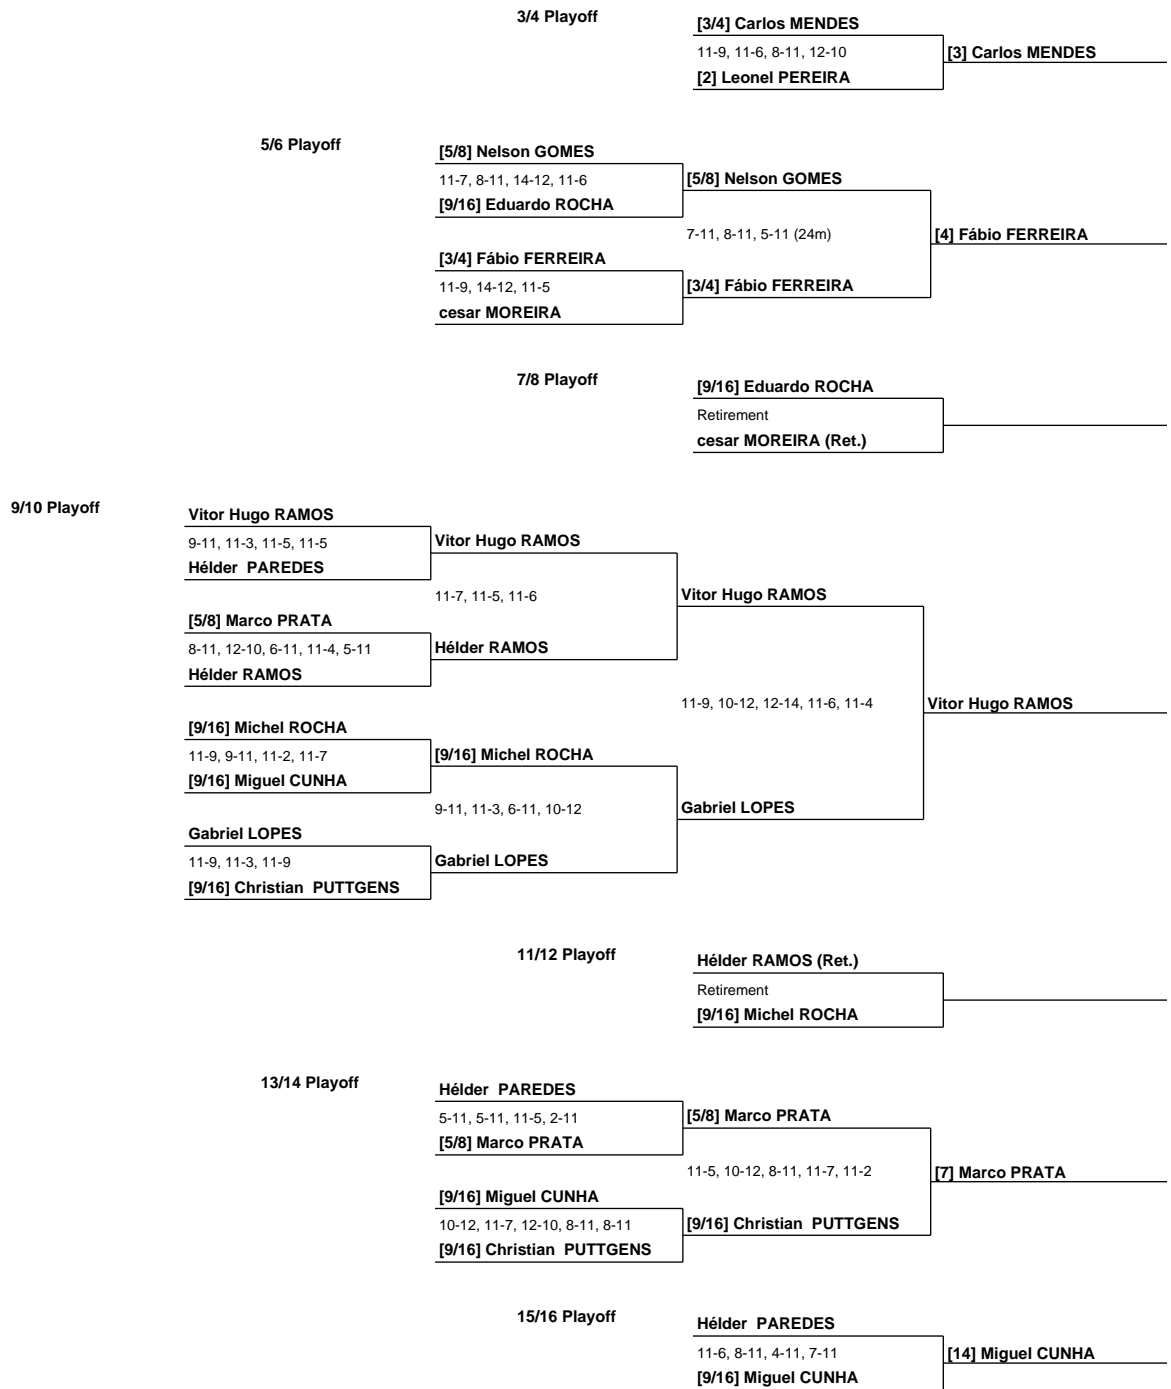 3/4 Playoff
[3/4] Carlos MENDES
11-9, 11-6, 8-11, 12-10
[3] Carlos MENDES
[2] Leonel PEREIRA
5/6 Playoff
[5/8] Nelson GOMES
11-7, 8-11, 14-12, 11-6
[5/8] Nelson GOMES
[9/16] Eduardo ROCHA
7-11, 8-11, 5-11 (24m)
[4] Fábio FERREIRA
[3/4] Fábio FERREIRA
11-9, 14-12, 11-5
[3/4] Fábio FERREIRA
cesar MOREIRA
7/8 Playoff
[9/16] Eduardo ROCHA
Retirement
cesar MOREIRA (Ret.)
9/10 Playoff
Vitor Hugo RAMOS
9-11, 11-3, 11-5, 11-5
Vitor Hugo RAMOS
Hélder  PAREDES
11-7, 11-5, 11-6
Vitor Hugo RAMOS
[5/8] Marco PRATA
8-11, 12-10, 6-11, 11-4, 5-11
Hélder RAMOS
Hélder RAMOS
11-9, 10-12, 12-14, 11-6, 11-4
Vitor Hugo RAMOS
[9/16] Michel ROCHA
11-9, 9-11, 11-2, 11-7
[9/16] Michel ROCHA
[9/16] Miguel CUNHA
9-11, 11-3, 6-11, 10-12
Gabriel LOPES
Gabriel LOPES
11-9, 11-3, 11-9
Gabriel LOPES
[9/16] Christian  PUTTGENS
11/12 Playoff
Hélder RAMOS (Ret.)
Retirement
[9/16] Michel ROCHA
13/14 Playoff
Hélder  PAREDES
5-11, 5-11, 11-5, 2-11
[5/8] Marco PRATA
[5/8] Marco PRATA
11-5, 10-12, 8-11, 11-7, 11-2
[7] Marco PRATA
[9/16] Miguel CUNHA
10-12, 11-7, 12-10, 8-11, 8-11
[9/16] Christian  PUTTGENS
[9/16] Christian  PUTTGENS
15/16 Playoff
Hélder  PAREDES
11-6, 8-11, 4-11, 7-11
[14] Miguel CUNHA
[9/16] Miguel CUNHA